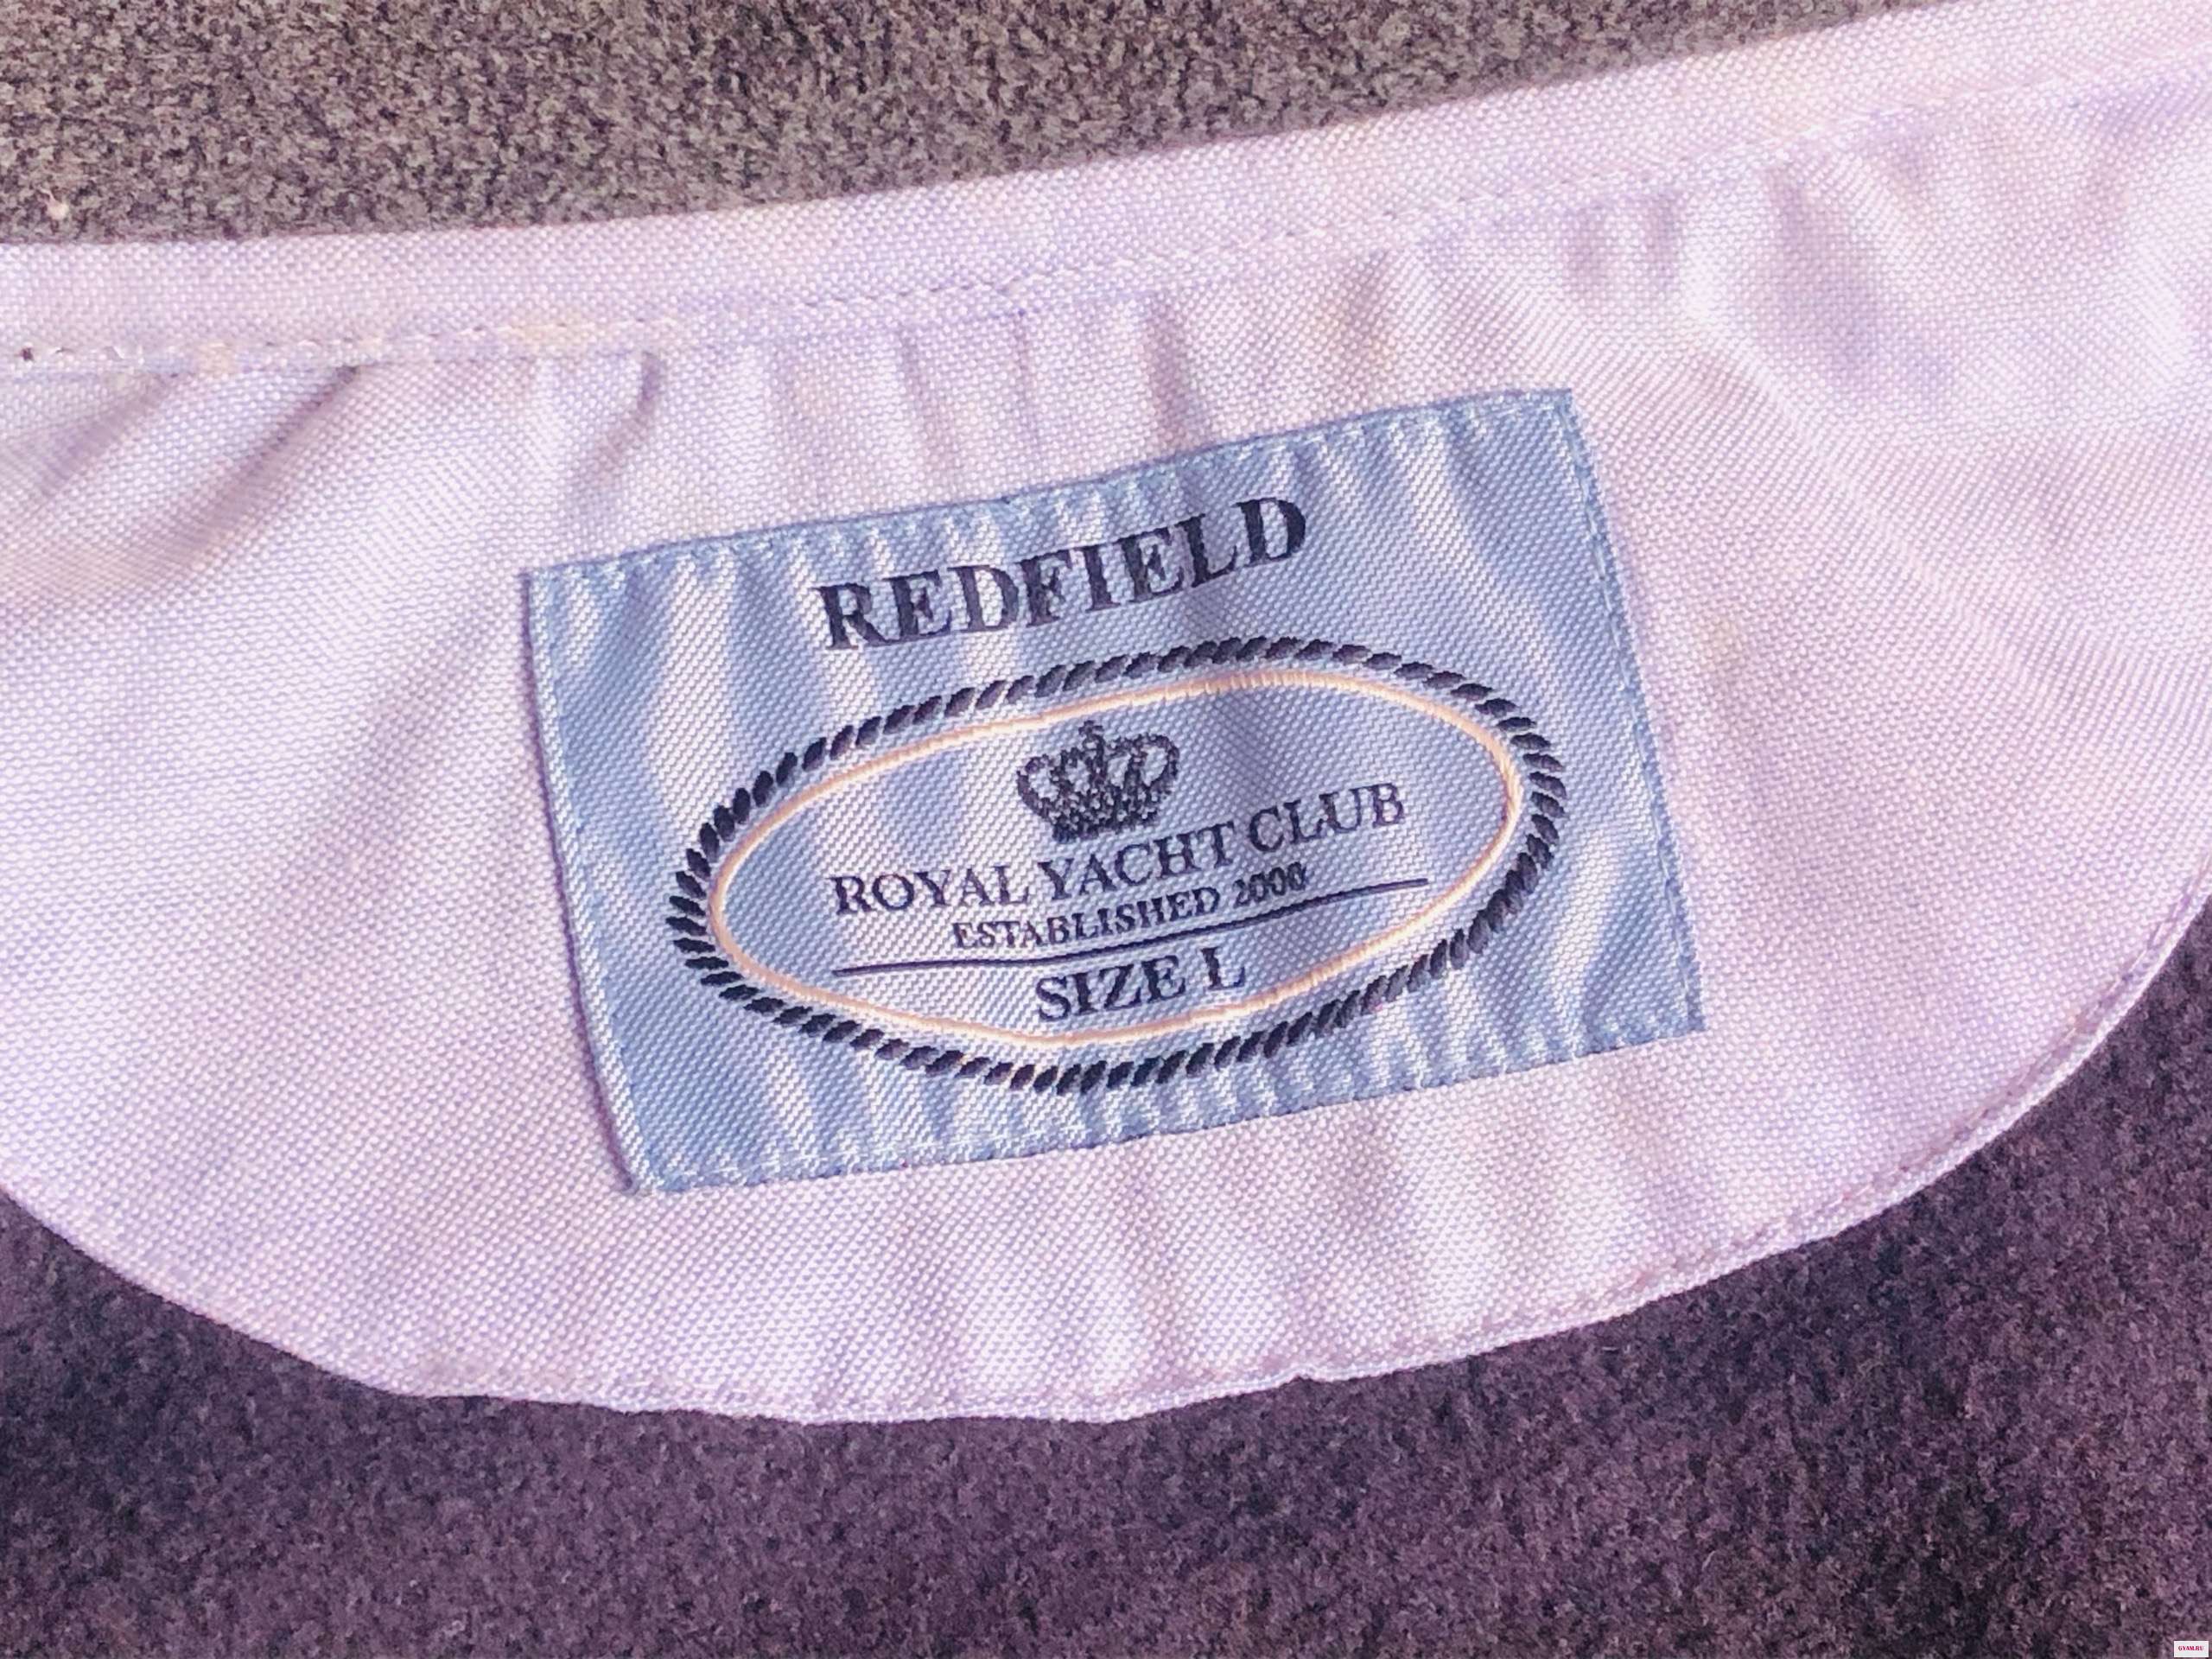 REDFIELD
ROYAL YACHT CLUB
ESTABLISHED 2000
SIZE L